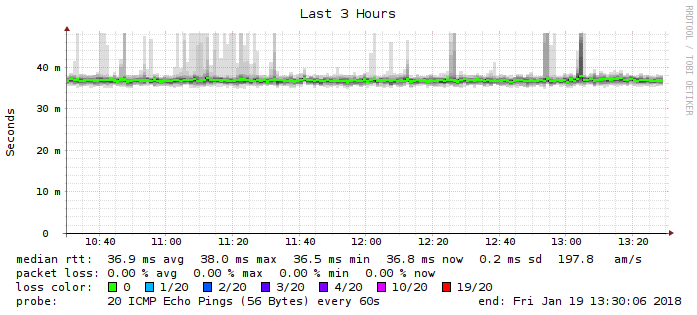 Last 3 Hours
RRDTOOL / TOBI OETIKER
Seconds
40 m
30 m
20 m
10 m
0
10:40 11:00 11:20 11:40 12:00 12:20 12:40 13:00 13:20
median rtt: 36.9 ms avg 38.0 ms max 36.5 ms min 36.8 ms now 0.2 ms sd 197.8 am/s
packet loss: 0.00 % avg 0.00 % max 0.00 % min 0.00 % now
loss color: 0 1/20 2/20 3/20 4/20 10/20 19/20
probe: 20 ICMP Echo Pings (56 Bytes) every 60s end: Fri Jan 19 13:30:06 2018